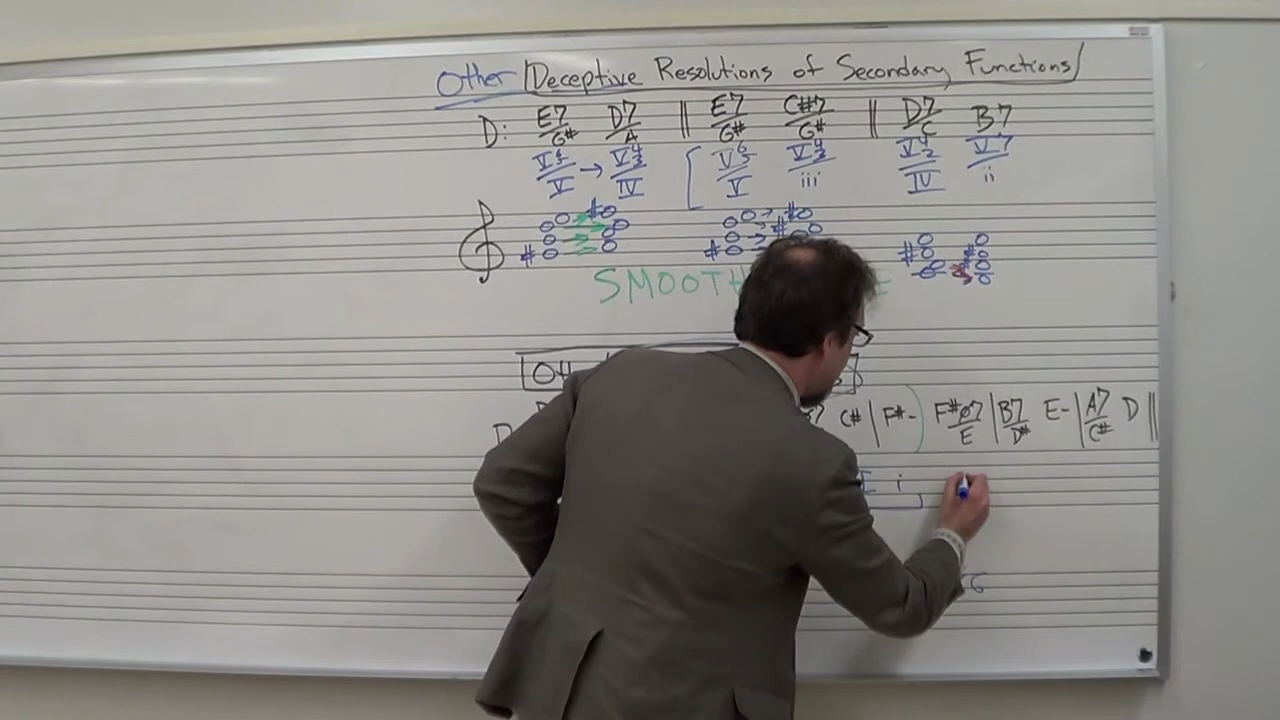 Other Deceptive Resolutions of Secondary Functions
D: E7/G# D7/A || E7/G# C#7/G# || D7/C B7
V6/5/V → V4/3/IV V6/5/V V4/3/iii V4/2/IV V7/ii
SMOOTH
C# | F#- F#ø7/E | B7/D# E- | A7/C# D ||
i